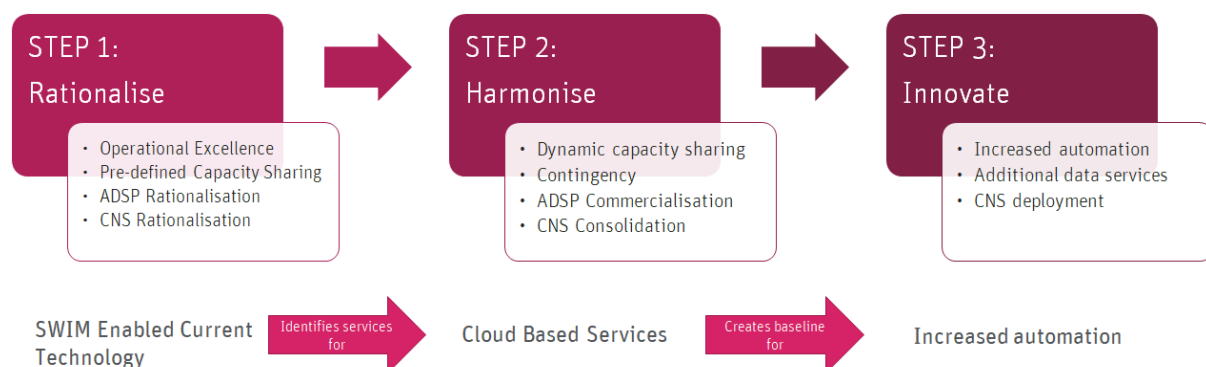 STEP 1:
Rationalise
• Operational Excellence
• Pre-defined Capacity Sharing
• ADSP Rationalisation
• CNS Rationalisation
STEP 2:
Harmonise
• Dynamic capacity sharing
• Contingency
• ADSP Commercialisation
• CNS Consolidation
STEP 3:
Innovate
• Increased automation
• Additional data services
• CNS deployment
SWIM Enabled Current
Technology
Identifies services
for
Cloud Based Services
Creates baseline
for
Increased automation